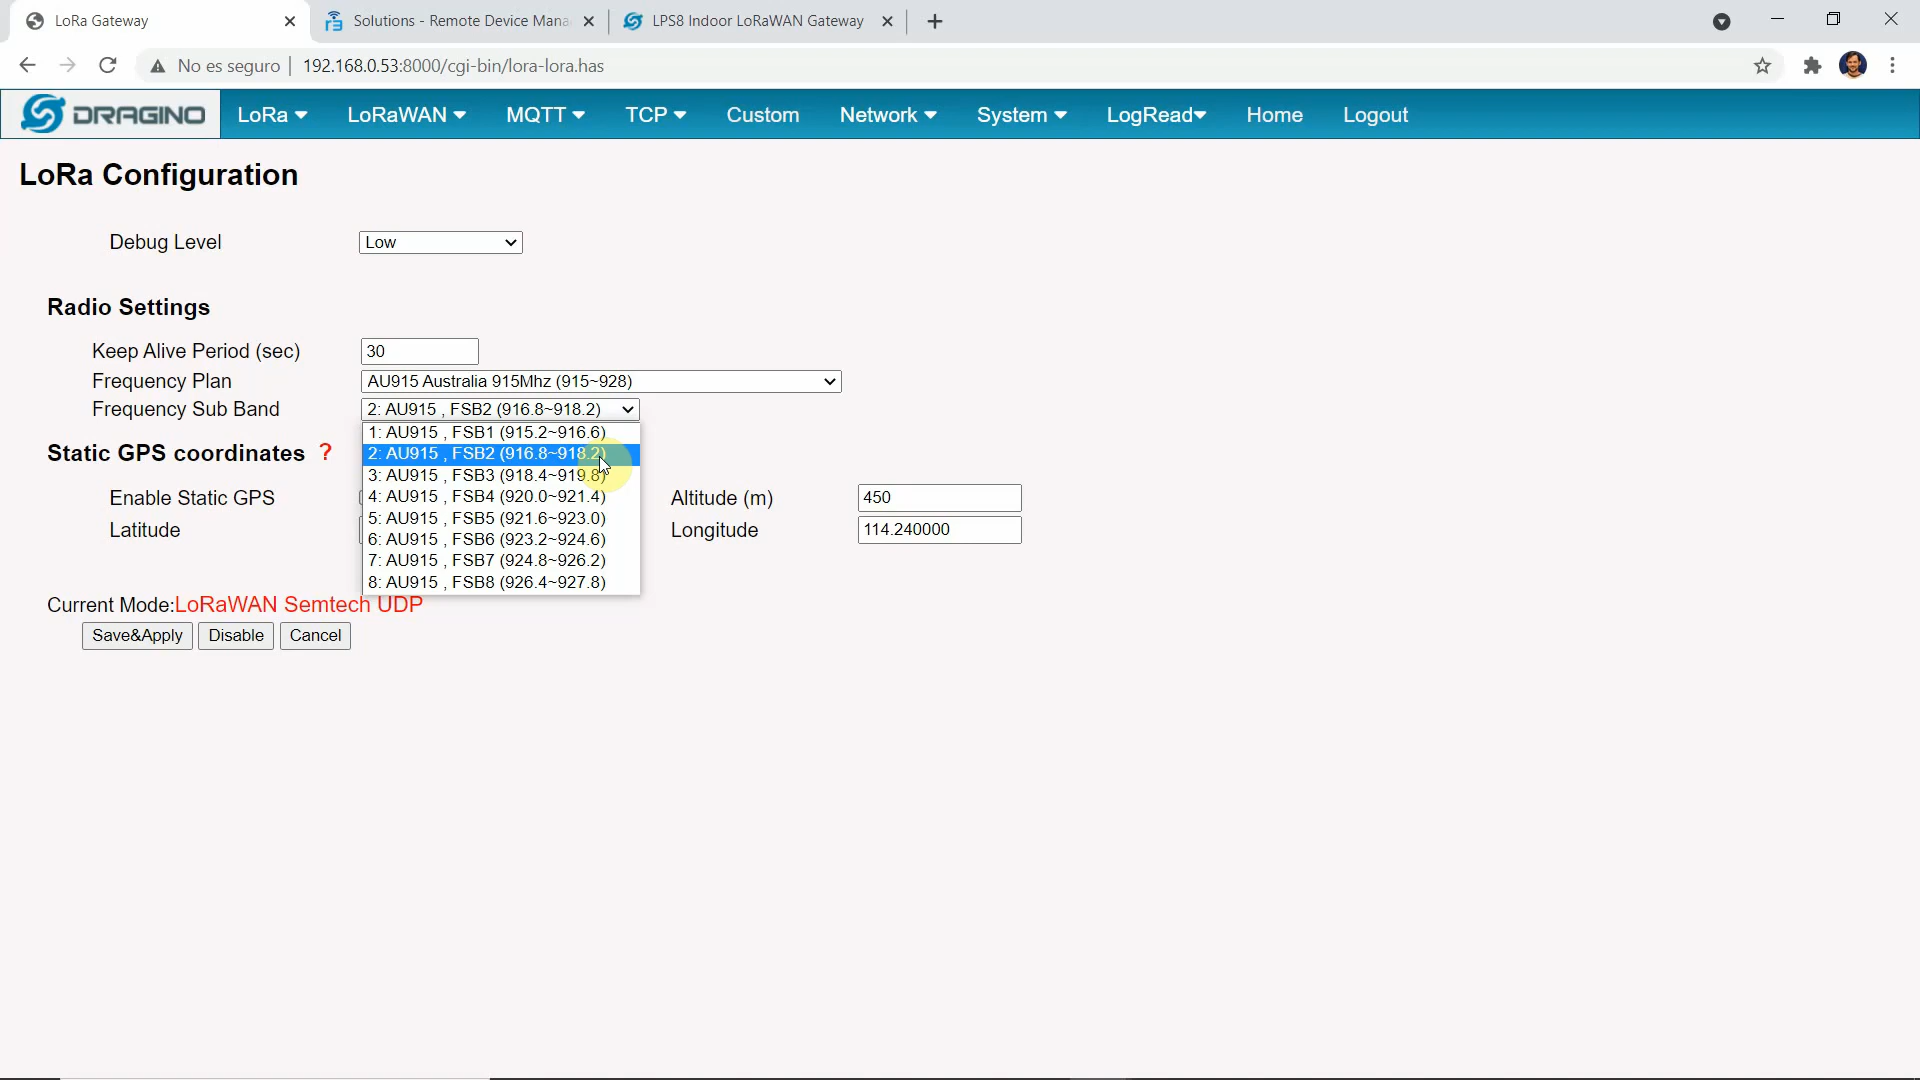 LoRa Gateway
Solutions - Remote Device Mana
LPS8 Indoor LoRaWAN Gateway
No es seguro 192.168.0.53:8000/cgi-bin/lora-lora.has
DRAGINO LoRa LoRaWAN MQTT TCP Custom Network System LogRead Home Logout
LoRa Configuration
Debug Level Low
Radio Settings
Keep Alive Period (sec) 30
Frequency Plan AU915 Australia 915Mhz (915~928)
Frequency Sub Band 2: AU915 , FSB2 (916.8~918.2)
1: AU915 , FSB1 (915.2~916.6)
2: AU915 , FSB2 (916.8~918.2)
3: AU915 , FSB3 (918.4~919.8)
4: AU915 , FSB4 (920.0~921.4)
5: AU915 , FSB5 (921.6~923.0)
6: AU915 , FSB6 (923.2~924.6)
7: AU915 , FSB7 (924.8~926.2)
8: AU915 , FSB8 (926.4~927.8)
Static GPS coordinates ?
Enable Static GPS Altitude (m) 450
Latitude Longitude 114.240000
Current Mode:LoRaWAN Semtech UDP
Save&Apply Disable Cancel